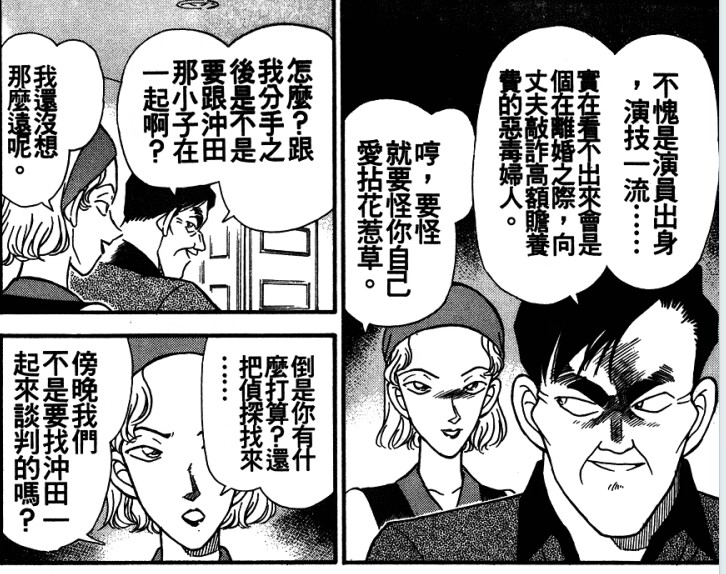 不愧是演員出身
，演技一流……
實在看不出來會是
個在離婚之際，向
丈夫敲詐高額贍養
費的惡毒婦人。
哼，要怪
就要怪你自己
愛拈花惹草。
怎麼？跟
我分手之
後是不是
要跟沖田
那小子在
一起啊？
我還沒想
那麼遠呢。
倒是你有什
麼打算？還
把偵探找來
……
傍晚我們
不是要找沖田一
起來談判的嗎？